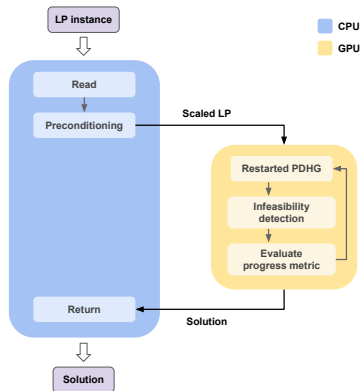 LP instance
CPU
GPU
Read
Preconditioning
Scaled LP
Restarted PDHG
Infeasibility
detection
Evaluate
progress metric
Return
Solution
Solution